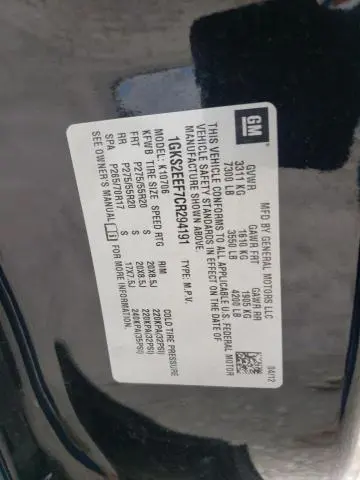 GM
MFD BY GENERAL MOTORS LLC
GVWR GAWR FRT GAWR RR
3311 KG 1610 KG 1905 KG
7300 LB 3550 LB 4200 LB
THIS VEHICLE CONFORMS TO ALL APPLICABLE U.S. FEDERAL MOTOR
VEHICLE SAFETY STANDARDS IN EFFECT ON THE DATE OF
MANUFACTURE SHOWN ABOVE.
04/12
1GKS2EEF7CR294191 TYPE: M.P.V.
MODEL: K10706
KFWB TIRE SIZE SPEED RTG RIM COLD TIRE PRESSURE
FRT P275/55R20 S 20X8.5J 220KPA(32PSI)
RR P275/55R20 S 20X8.5J 220KPA(32PSI)
SPA P265/70R17 S 17X7.5J 240KPA(35PSI)
SEE OWNER'S MANUAL FOR MORE INFORMATION.